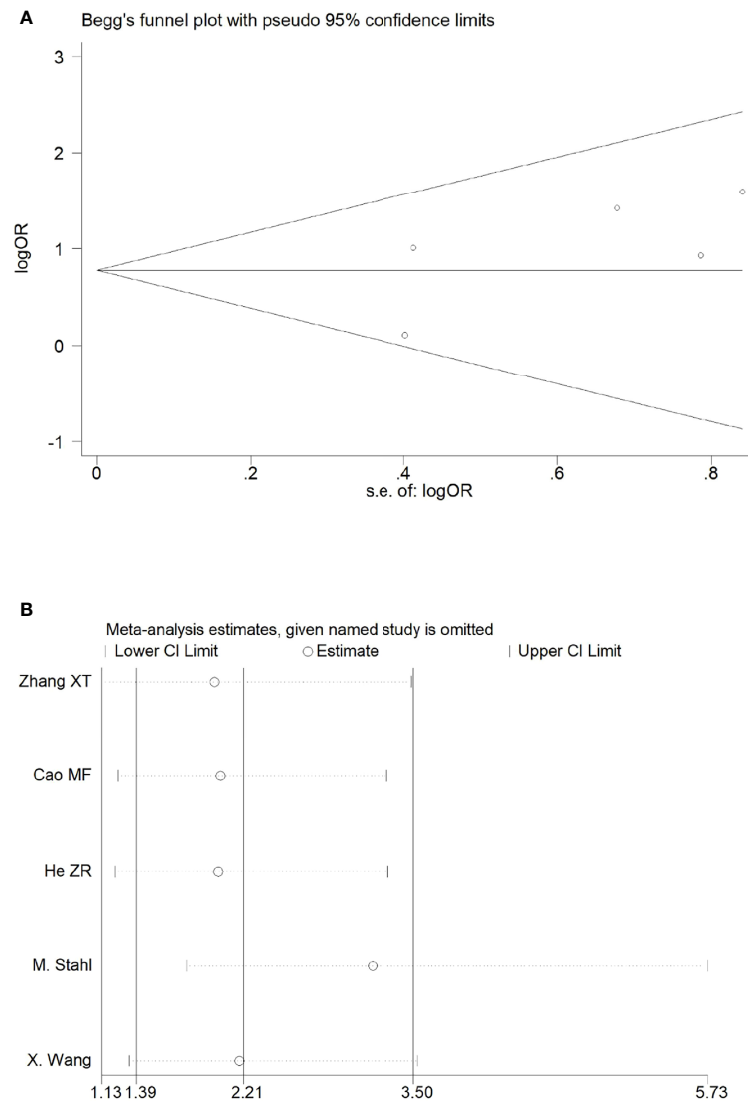 A
Begg's funnel plot with pseudo 95% confidence limits
3
2
1
0
-1
logOR
0 .2 .4 .6 .8
s.e. of: logOR
B
Meta-analysis estimates, given named study is omitted
Lower CI Limit Estimate Upper CI Limit
Zhang XT
Cao MF
He ZR
M. Stahl
X. Wang
1.13 1.39 2.21 3.50 5.73